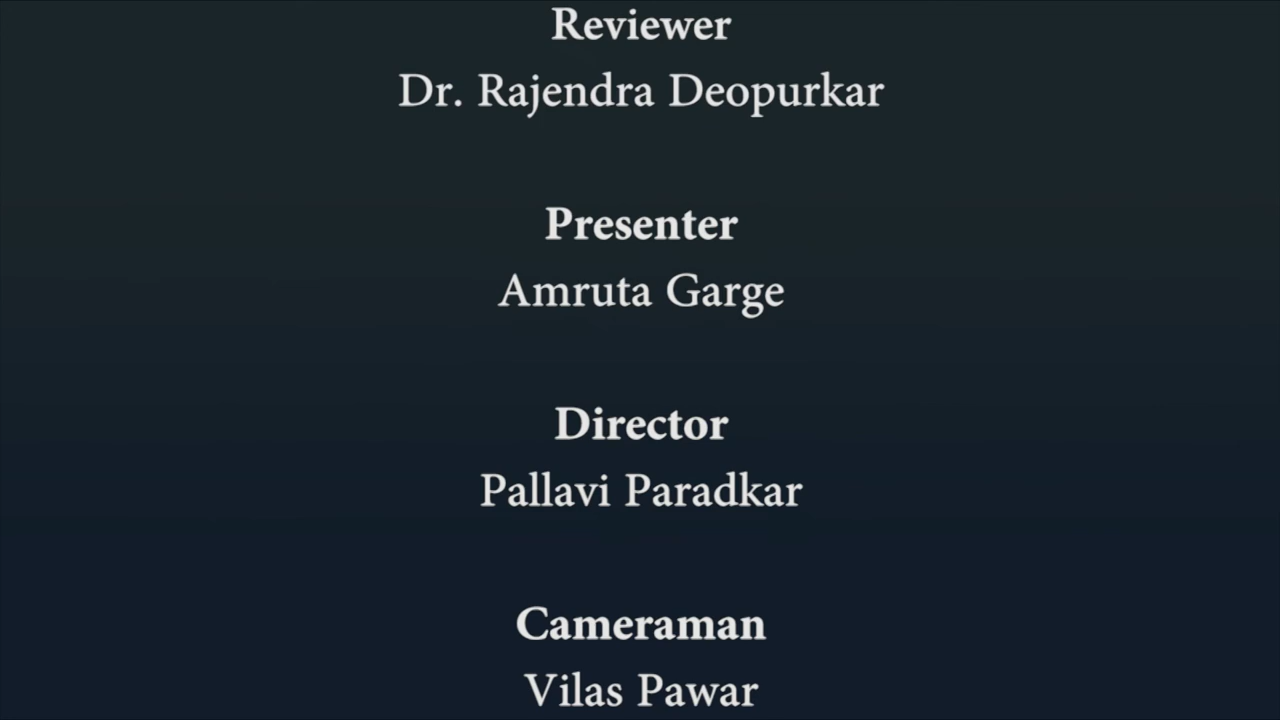 Reviewer
Dr. Rajendra Deopurkar
Presenter
Amruta Garge
Director
Pallavi Paradkar
Cameraman
Vilas Pawar